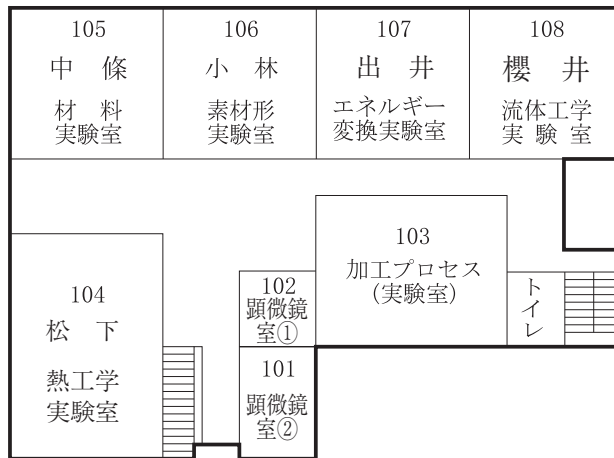 105
中條
材料
実験室
106
小林
素材形
実験室
107
出井
エネルギー
変換実験室
108
櫻井
流体工学
実験室
103
加工プロセス
（実験室）
トイレ
102
顕微鏡
室①
101
顕微鏡
室②
104
松下
熱工学
実験室